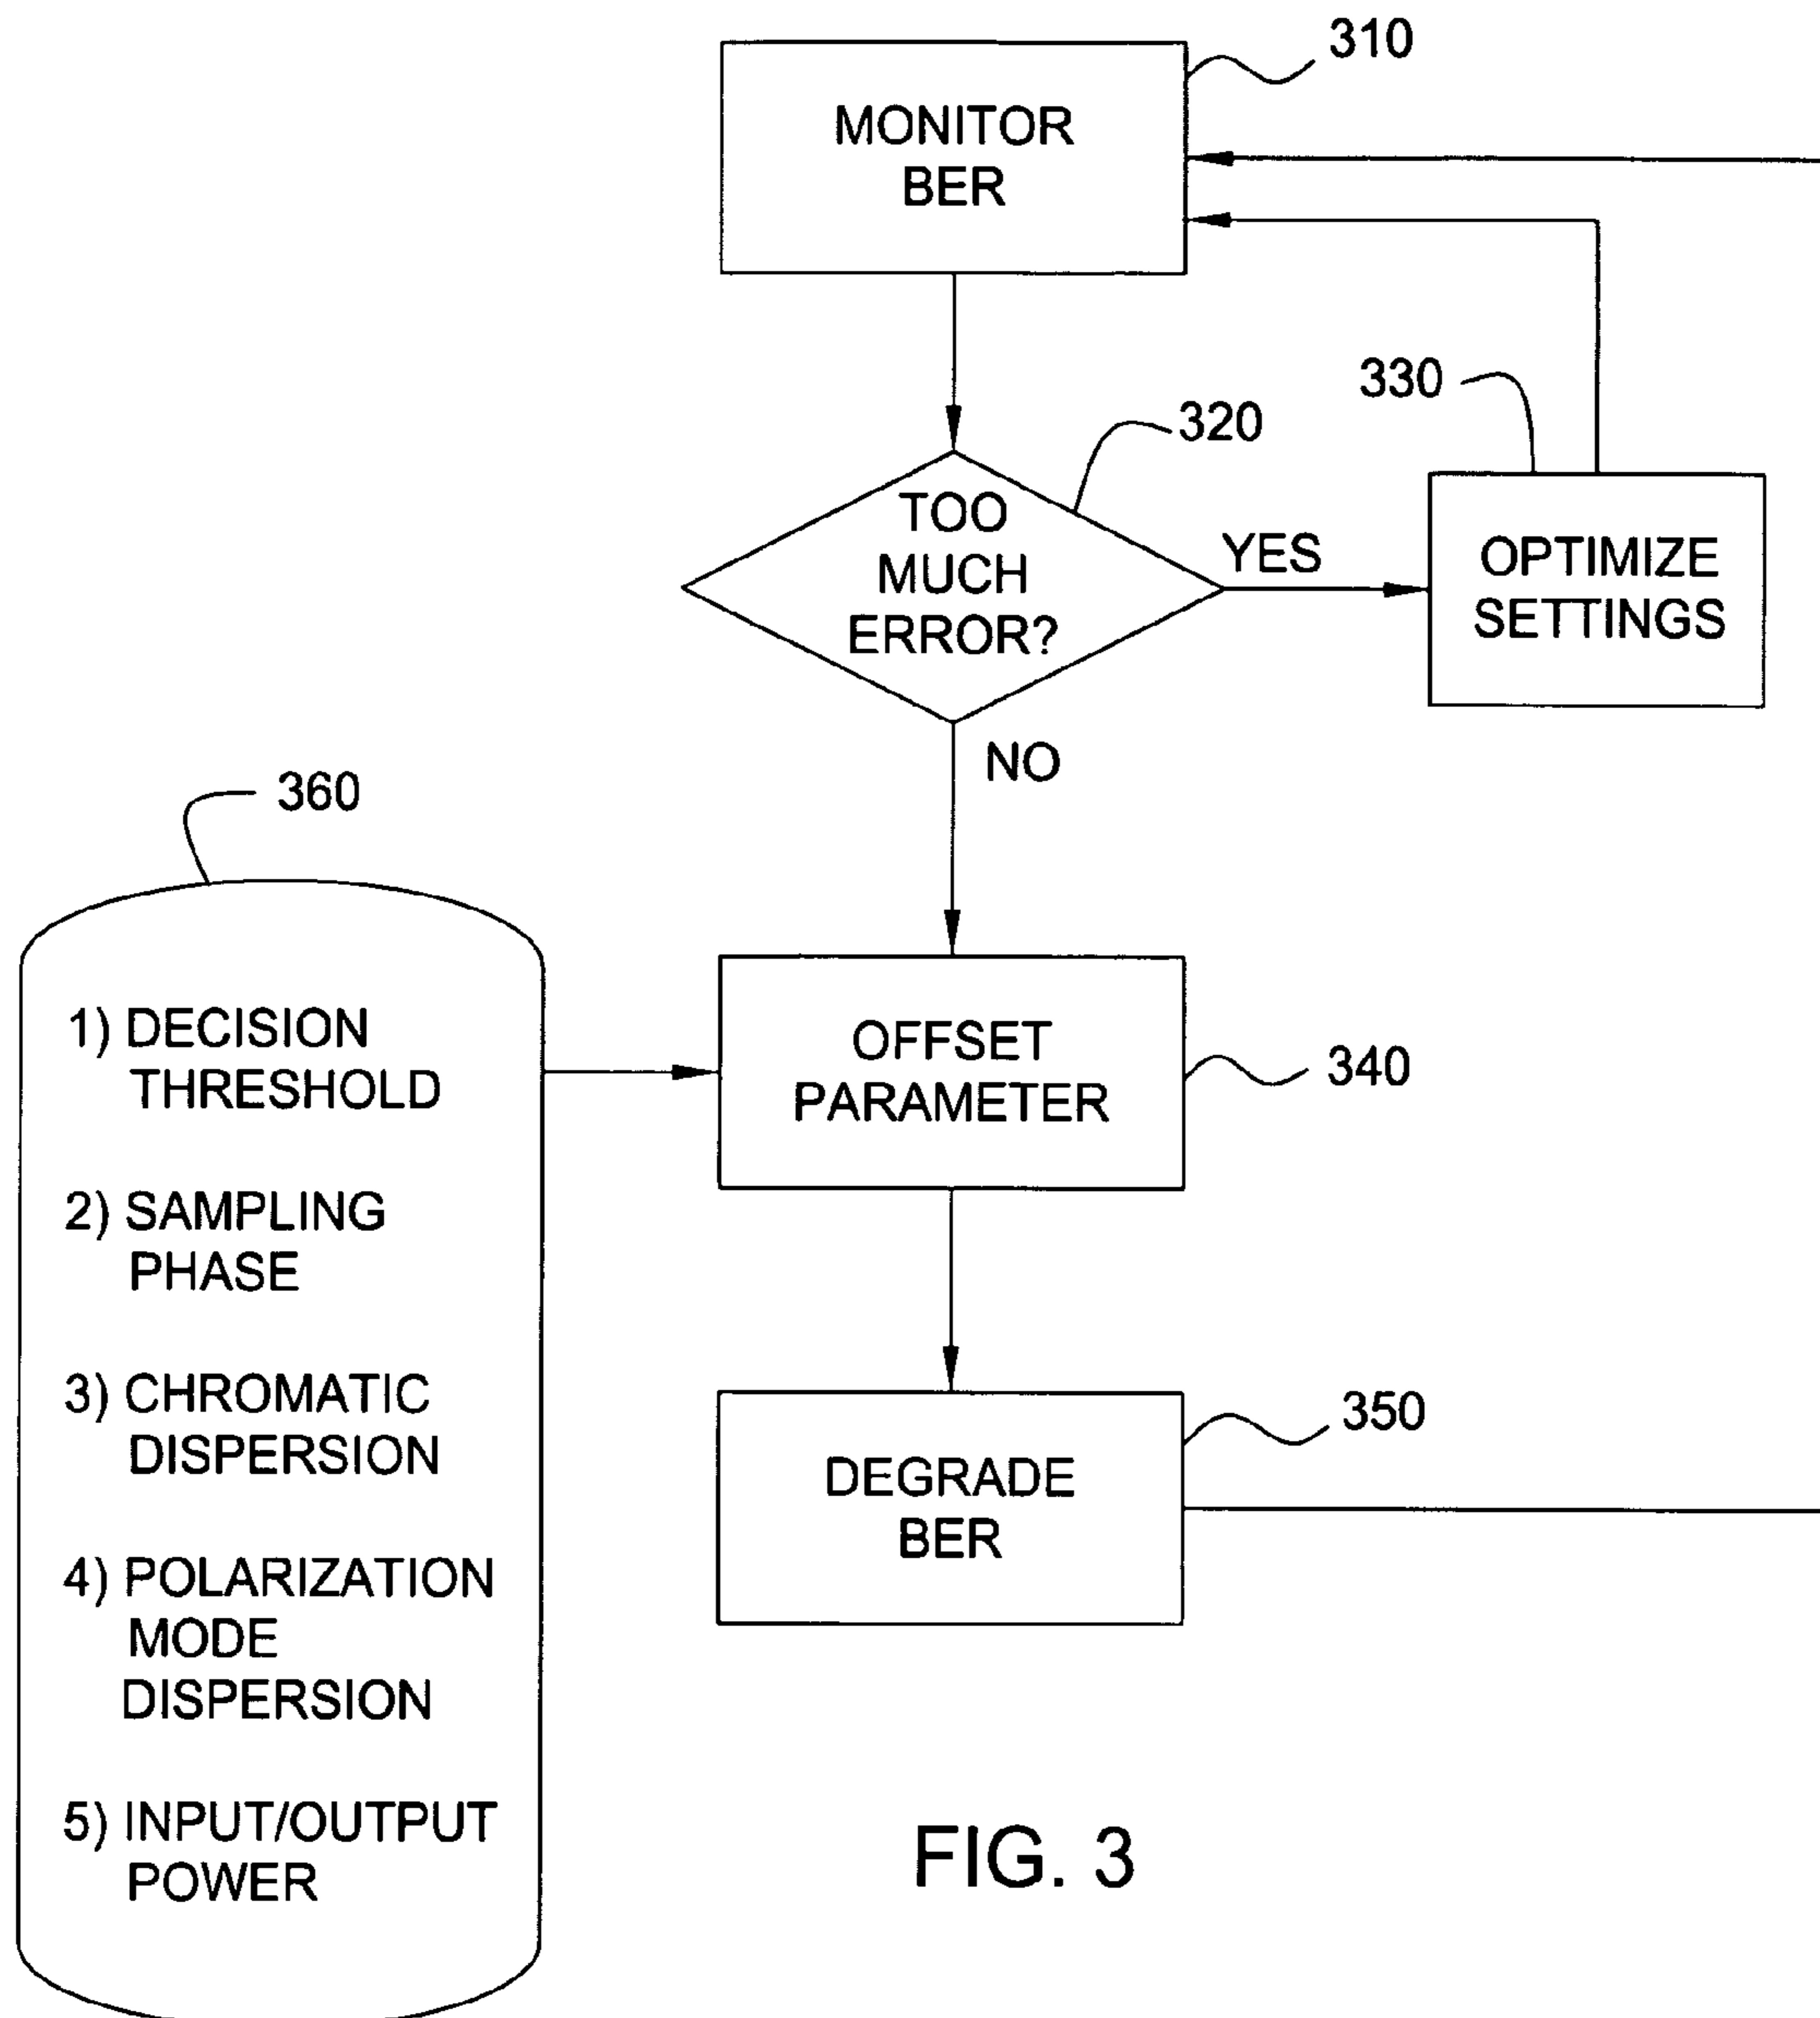 310
MONITOR
BER
330
320
TOO
MUCH
ERROR?
YES
OPTIMIZE
SETTINGS
NO
360
1) DECISION
THRESHOLD
2) SAMPLING
PHASE
3) CHROMATIC
DISPERSION
4) POLARIZATION
MODE
DISPERSION
5) INPUT/OUTPUT
POWER
OFFSET
PARAMETER
340
DEGRADE
BER
350
FIG. 3